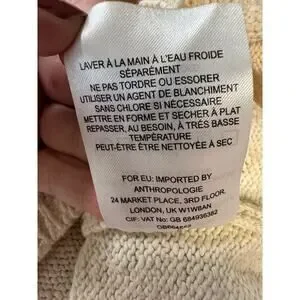 LAVER À LA MAIN À L'EAU FROIDE
SÉPARÉMENT
NE PAS TORDRE OU ESSORER
UTILISER UN AGENT DE BLANCHIMENT
SANS CHLORE SI NÉCESSAIRE
METTRE EN FORME ET SECHER À PLAT
REPASSER, AU BESOIN, À TRÈS BASSE
TEMPÉRATURE
PEUT-ÊTRE ÊTRE NETTOYÉE À SEC
FOR EU: IMPORTED BY
ANTHROPOLOGIE
24 MARKET PLACE, 3RD FLOOR,
LONDON, UK W1W8AN
CIF: VAT No: GB 684936382